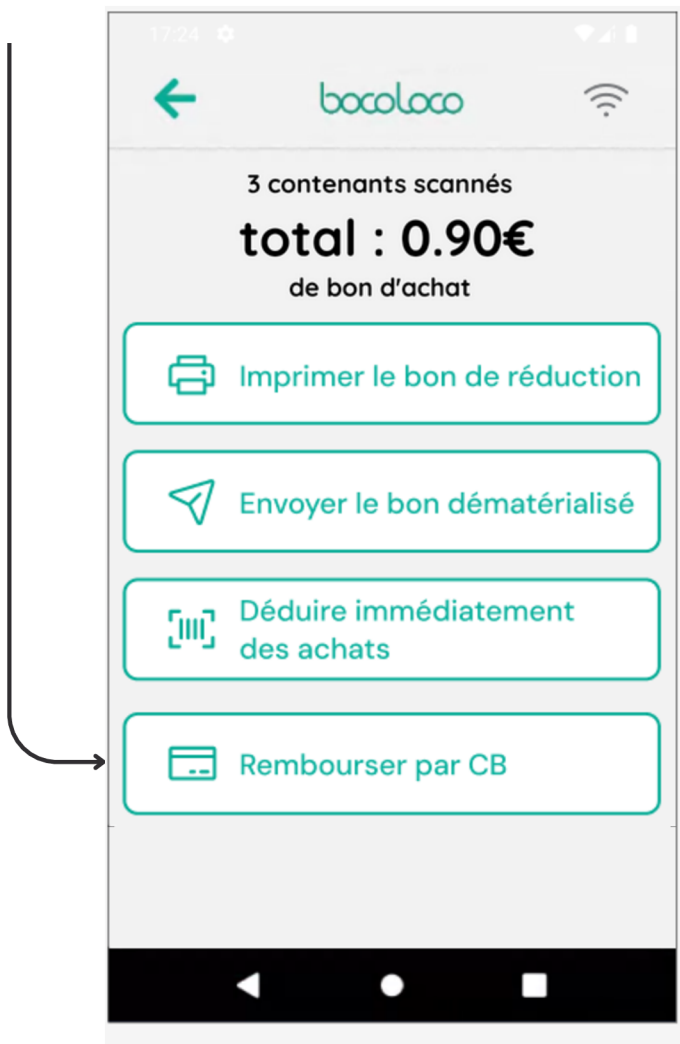 17:24
bocoloco
3 contenants scannés
total : 0.90€
de bon d'achat
Imprimer le bon de réduction
Envoyer le bon dématérialisé
Déduire immédiatement
des achats
Rembourser par CB